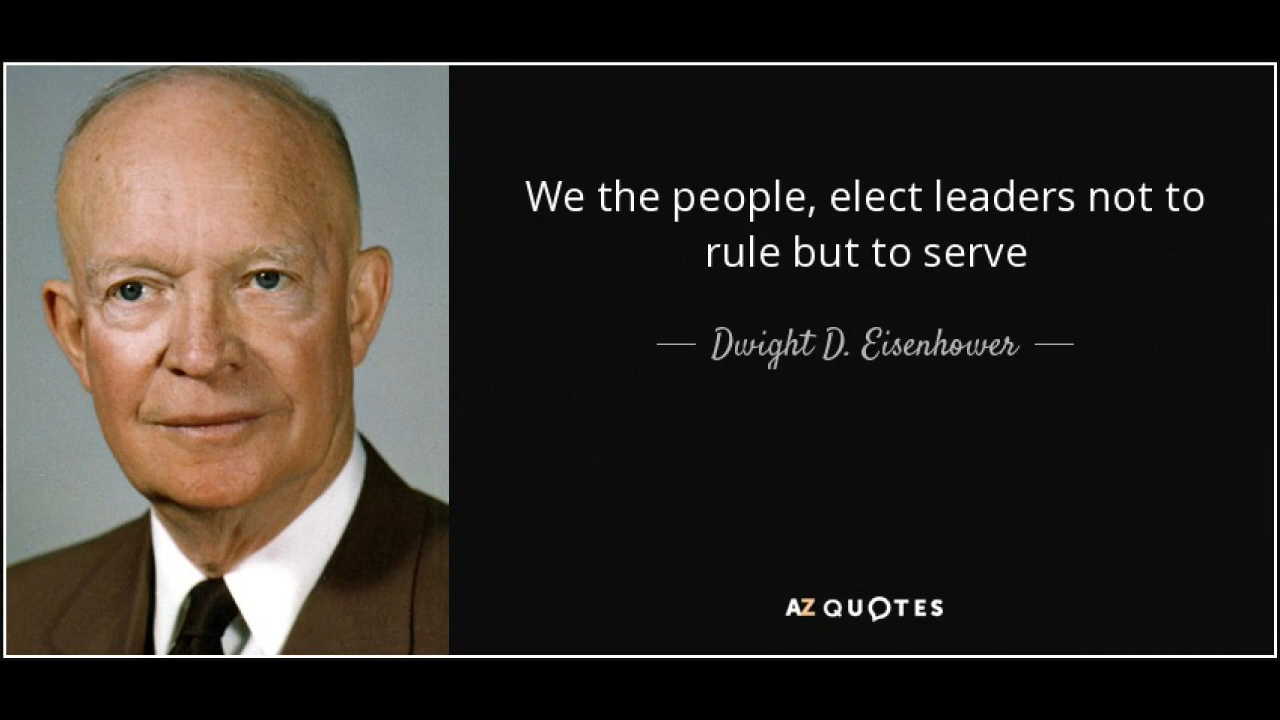 We the people, elect leaders not to
rule but to serve
Dwight D. Eisenhower
AZ QUOTES